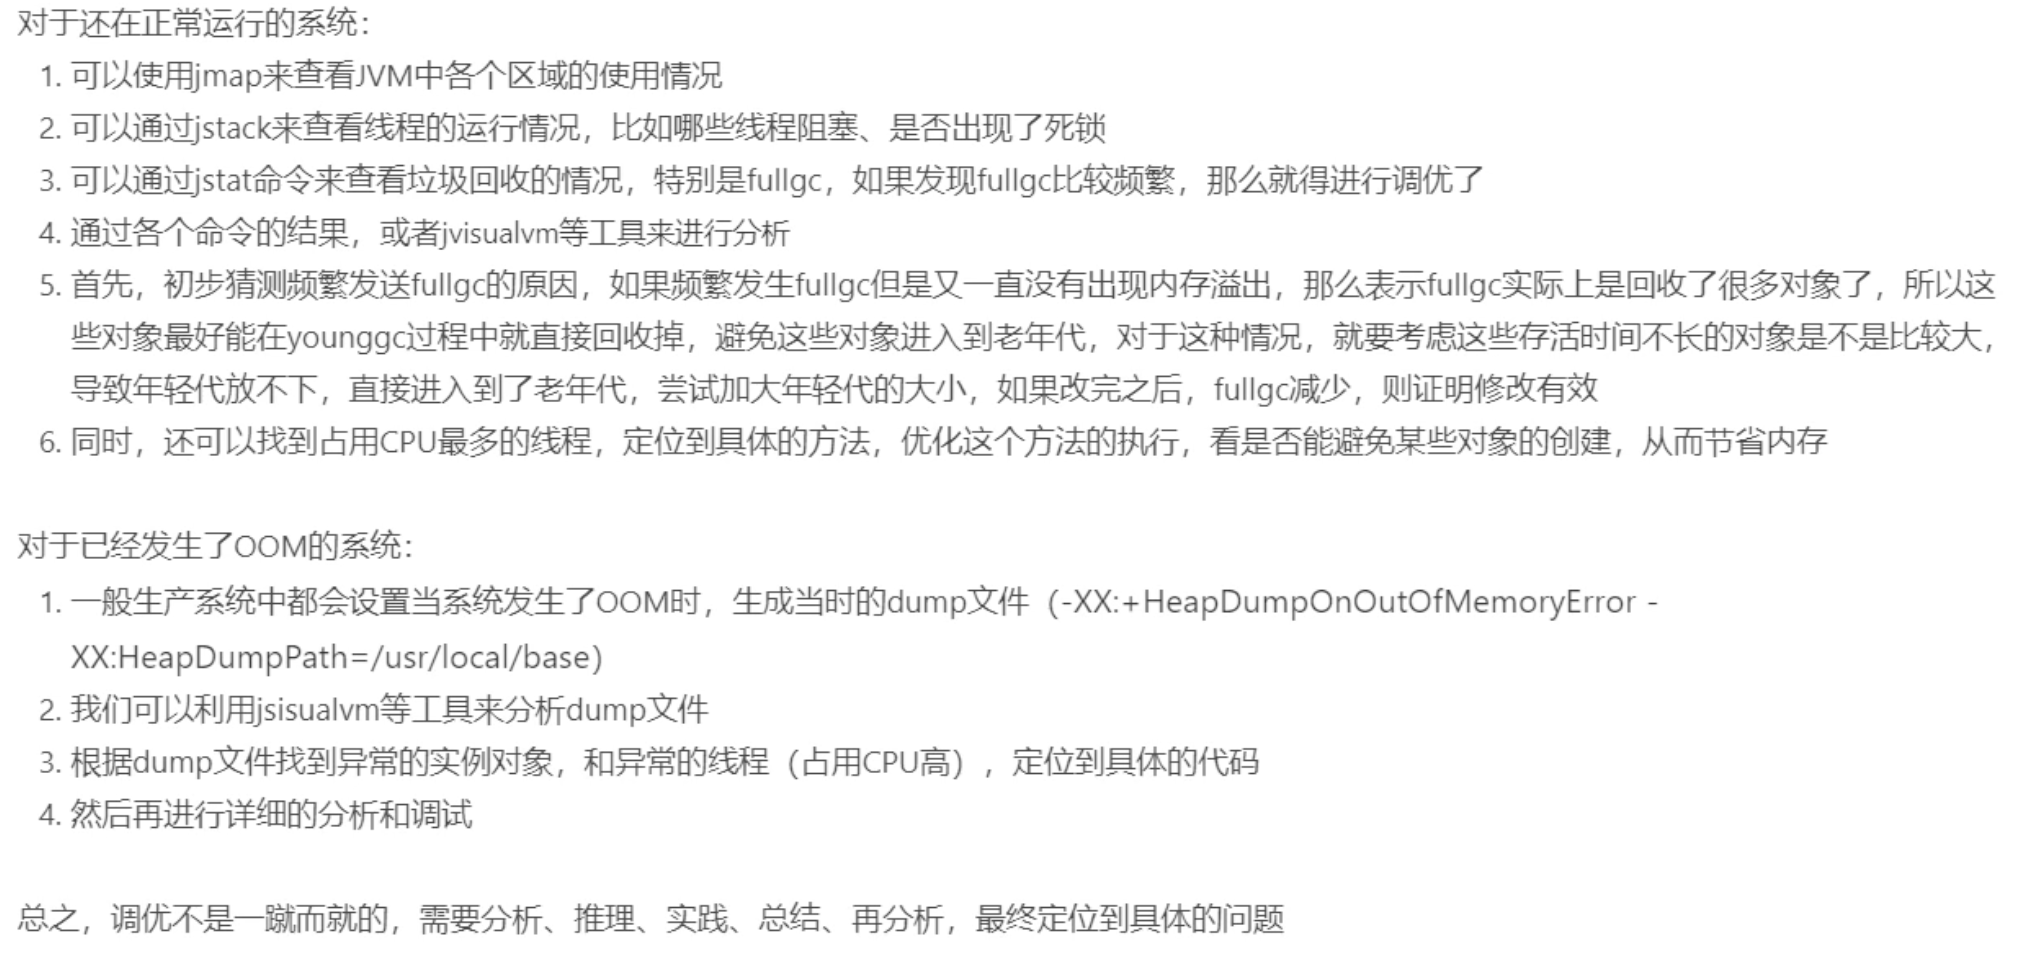 对于还在正常运行的系统：
1. 可以使用jmap来查看JVM中各个区域的使用情况
2. 可以通过jstack来查看线程的运行情况，比如哪些线程阻塞、是否出现了死锁
3. 可以通过jstat命令来查看垃圾回收的情况，特别是fullgc，如果发现fullgc比较频繁，那么就得进行调优了
4. 通过各个命令的结果，或者jvisualvm等工具来进行分析
5. 首先，初步猜测频繁发送fullgc的原因，如果频繁发生fullgc但是又一直没有出现内存溢出，那么表示fullgc实际上是回收了很多对象了，所以这
些对象最好能在younggc过程中就直接回收掉，避免这些对象进入到老年代，对于这种情况，就要考虑这些存活时间不长的对象是不是比较大，
导致年轻代放不下，直接进入到了老年代，尝试加大年轻代的大小，如果改完之后，fullgc减少，则证明修改有效
6. 同时，还可以找到占用CPU最多的线程，定位到具体的方法，优化这个方法的执行，看是否能避免某些对象的创建，从而节省内存
对于已经发生了OOM的系统：
1. 一般生产系统中都会设置当系统发生了OOM时，生成当时的dump文件（-XX:+HeapDumpOnOutOfMemoryError -
XX:HeapDumpPath=/usr/local/base）
2. 我们可以利用jsisualvm等工具来分析dump文件
3. 根据dump文件找到异常的实例对象，和异常的线程（占用CPU高），定位到具体的代码
4. 然后再进行详细的分析和调试
总之，调优不是一蹴而就的，需要分析、推理、实践、总结、再分析，最终定位到具体的问题